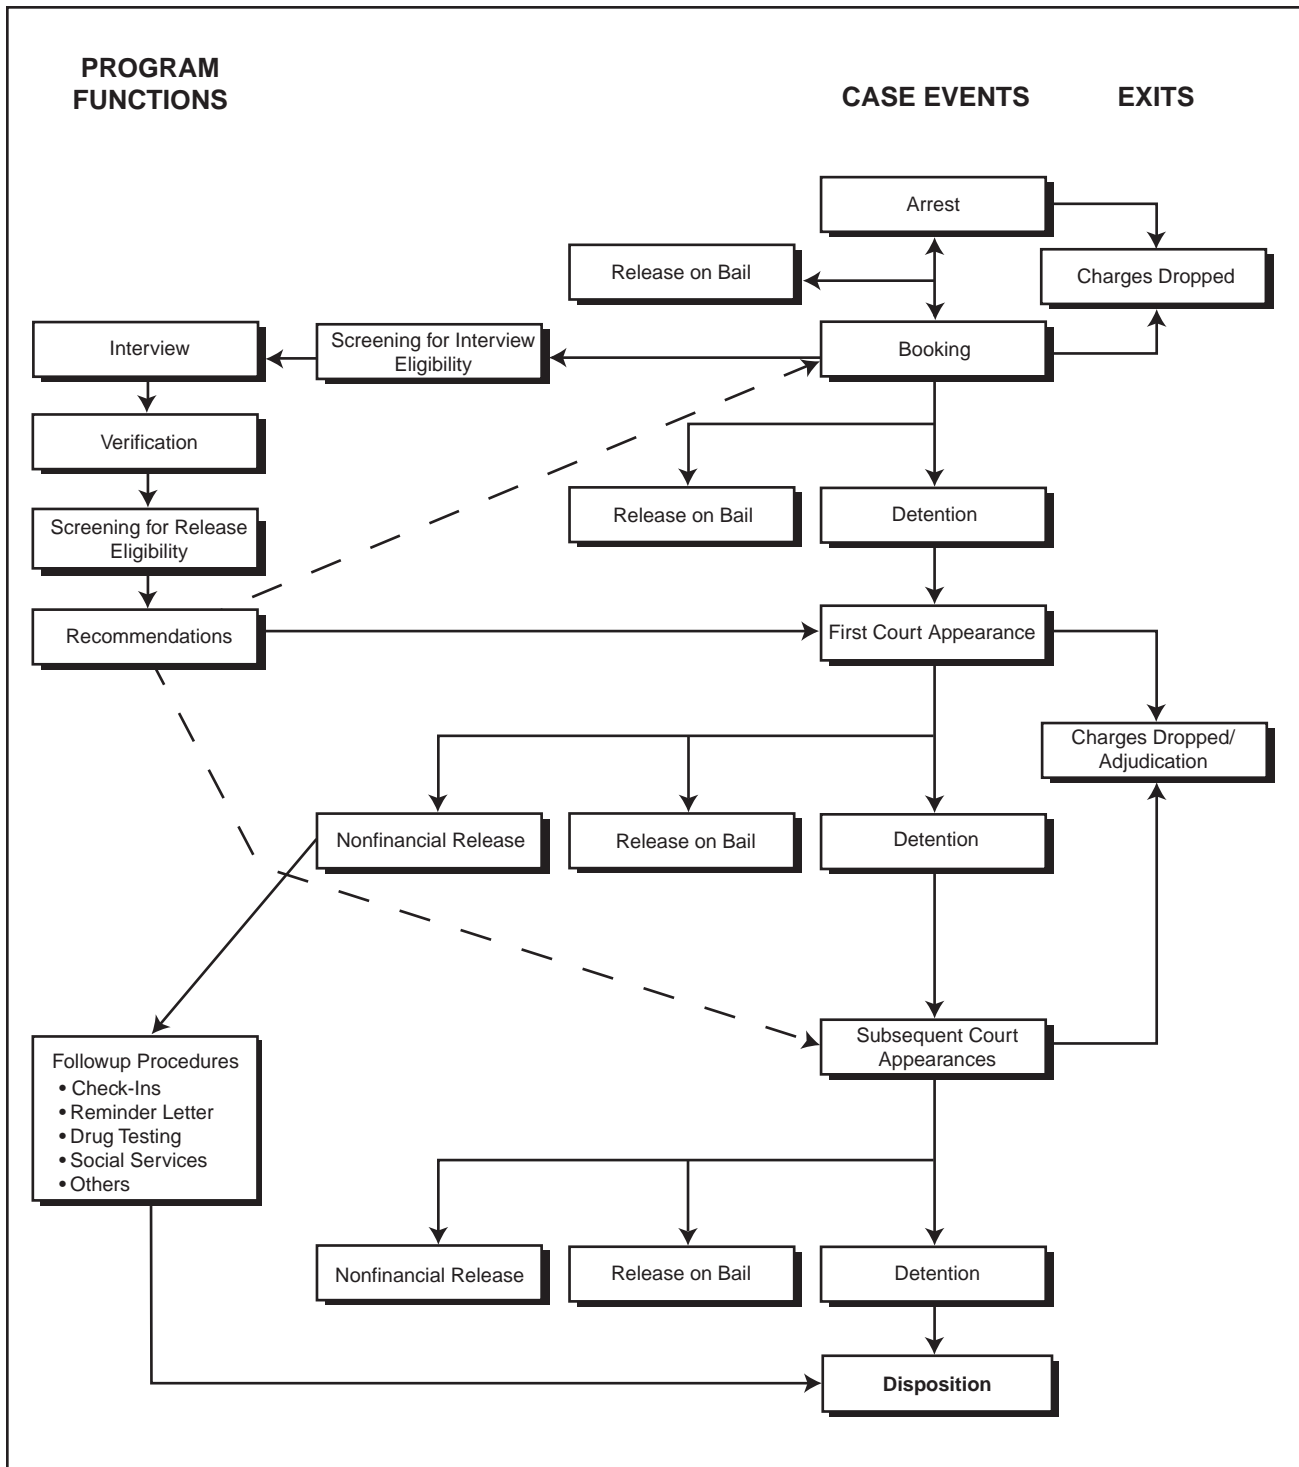 PROGRAM
FUNCTIONS
CASE EVENTS
EXITS
Arrest
Release on Bail
Charges Dropped
Interview
Screening for Interview
Eligibility
Booking
Verification
Release on Bail
Detention
Screening for Release
Eligibility
Recommendations
First Court Appearance
Charges Dropped/
Adjudication
Nonfinancial Release
Release on Bail
Detention
Subsequent Court
Appearances
Followup Procedures
• Check-Ins
• Reminder Letter
• Drug Testing
• Social Services
• Others
Nonfinancial Release
Release on Bail
Detention
Disposition